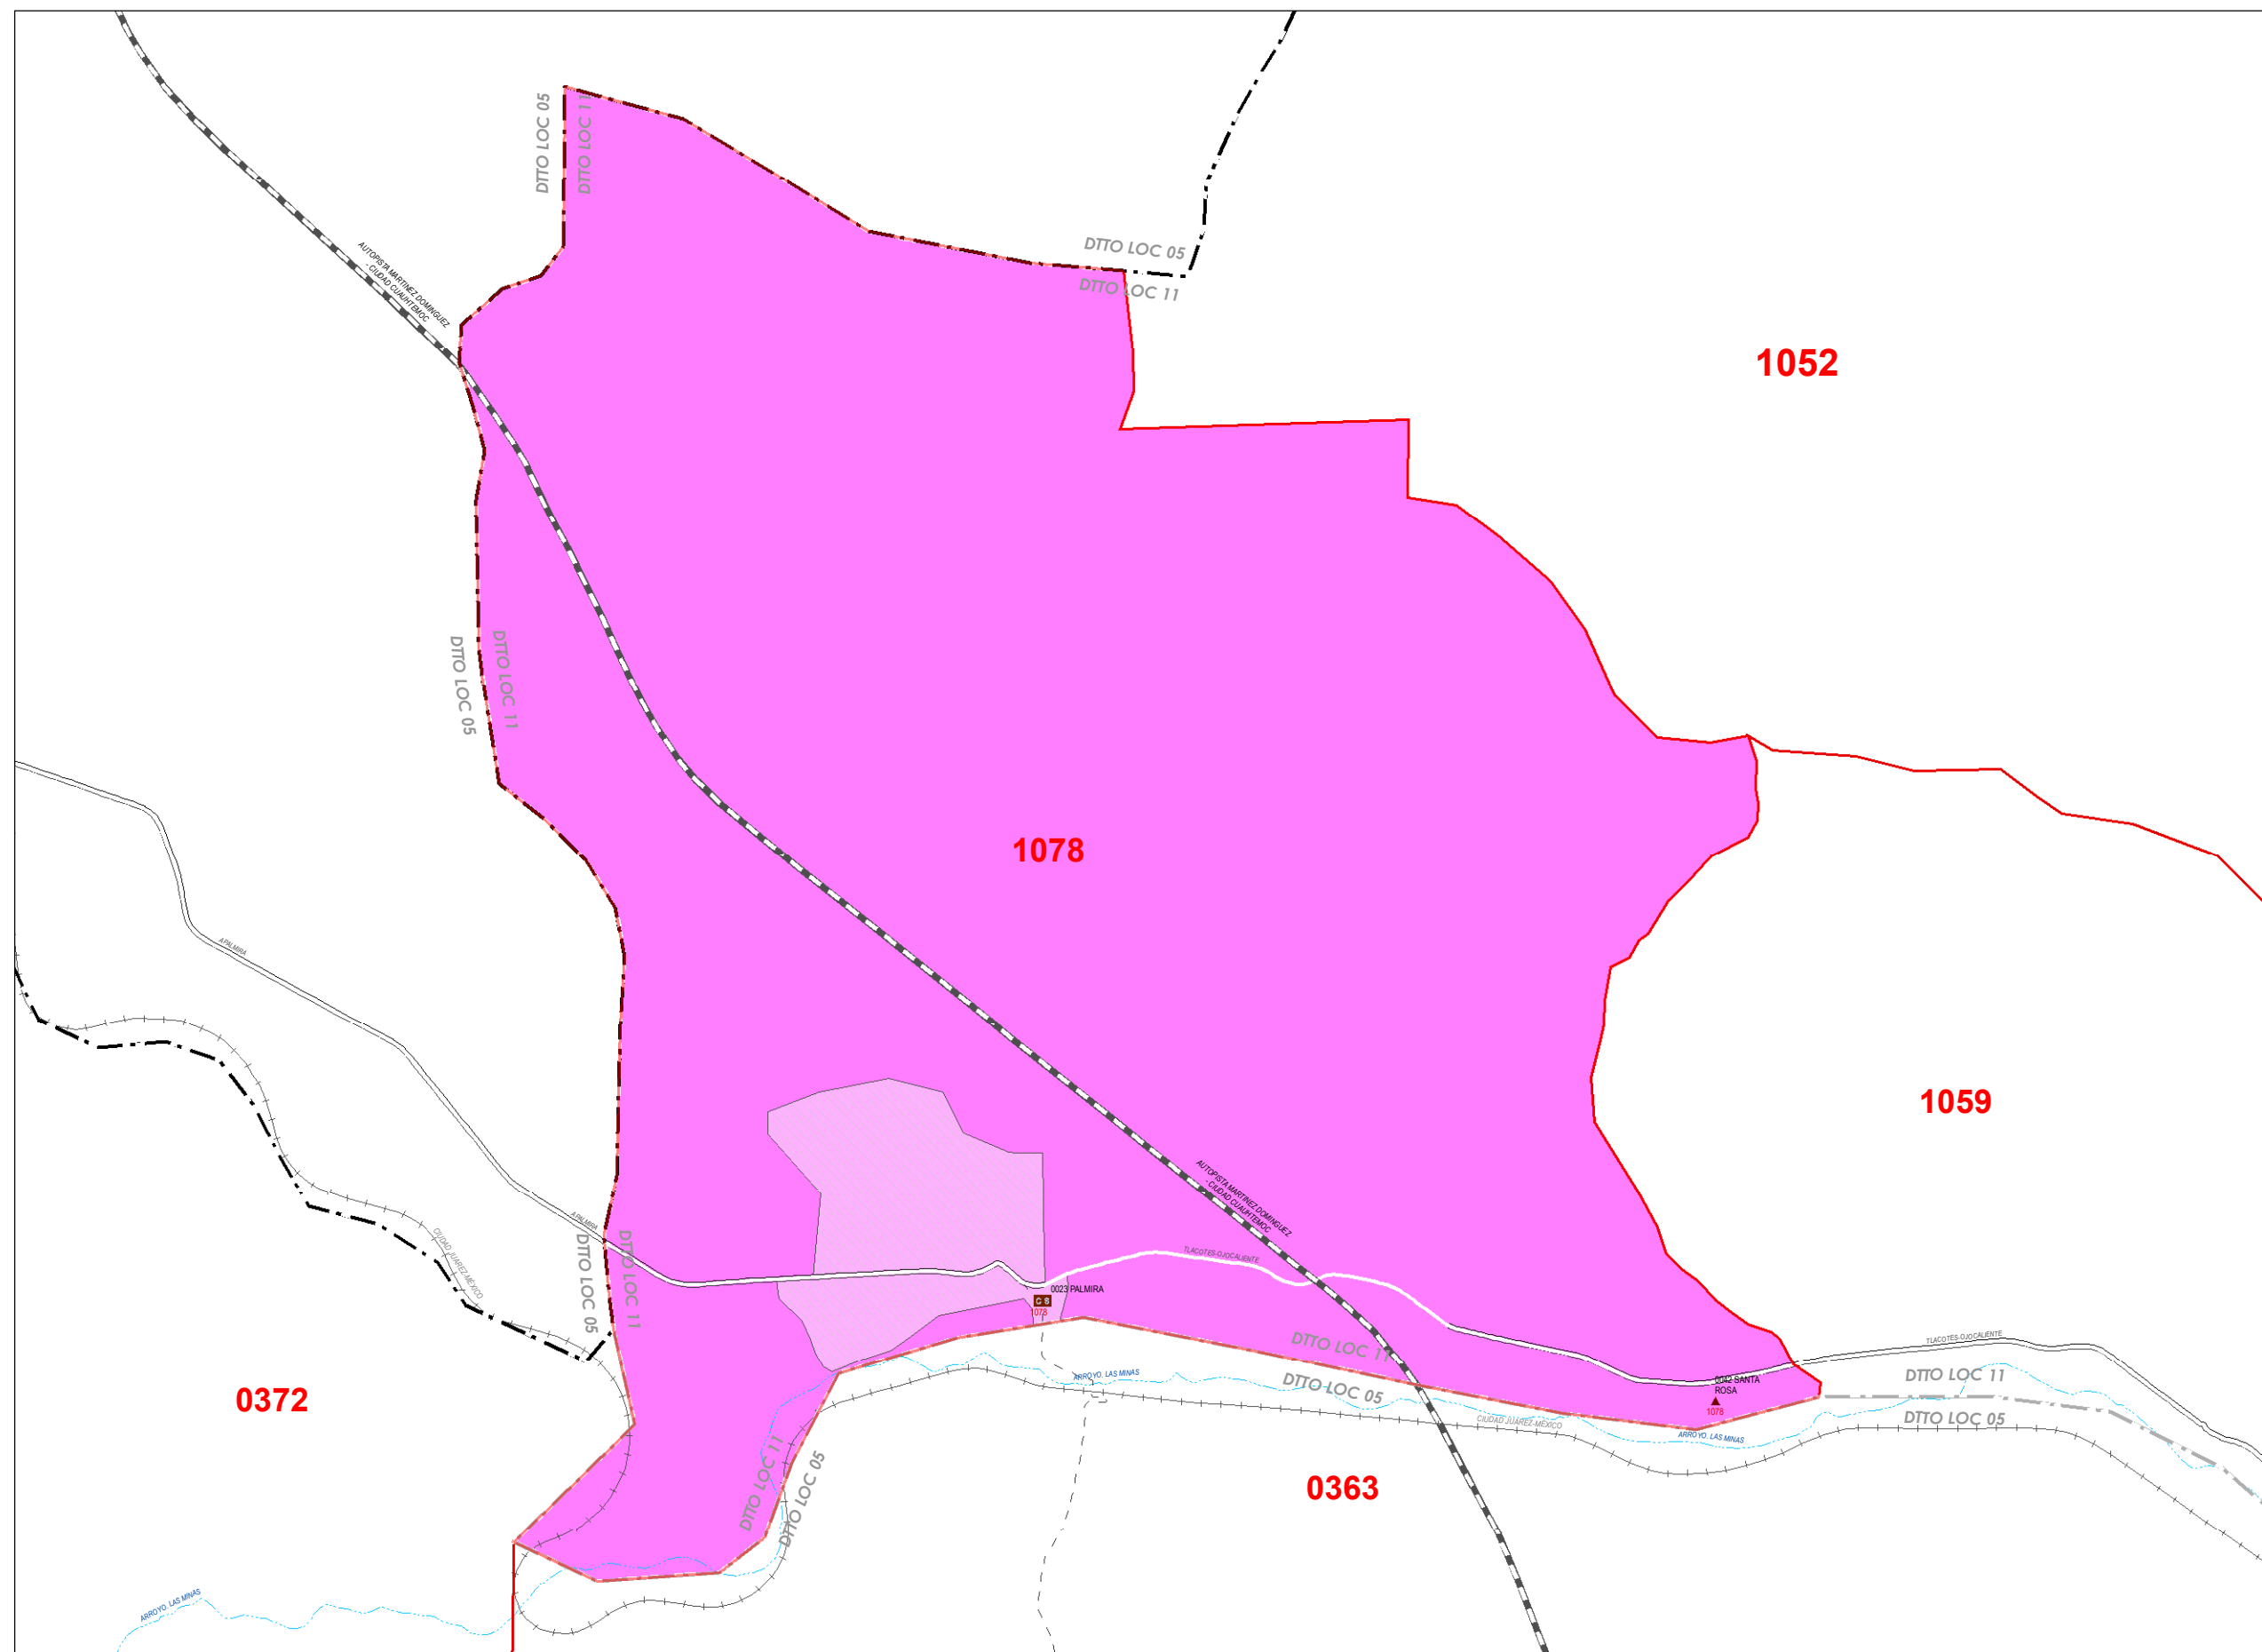 DTTO LOC 05
DTTO LOC 11
DTTO LOC 05
DTTO LOC 11
AUTOPISTA MARTINEZ DOMINGUEZ
- CIUDAD CUAUHTEMOC
1052
DTTO LOC 11
DTTO LOC 05
1078
A PALMIRA
1059
AUTOPISTA MARTINEZ DOMINGUEZ
- CIUDAD CUAUHTEMOC
A PALMIRA
CIUDAD JUAREZ-MEXICO
DTTO LOC 05
DTTO LOC 11
TLACOTES-OJOCALIENTE
0023 PALMIRA
C 8
1078
DTTO LOC 11
TLACOTES-OJOCALIENTE
ARROYO. LAS MINAS
DTTO LOC 05
0042 SANTA
ROSA
1078
DTTO LOC 11
DTTO LOC 05
0372
CIUDAD JUAREZ-MEXICO
ARROYO. LAS MINAS
DTTO LOC 11
DTTO LOC 05
0363
ARROYO. LAS MINAS